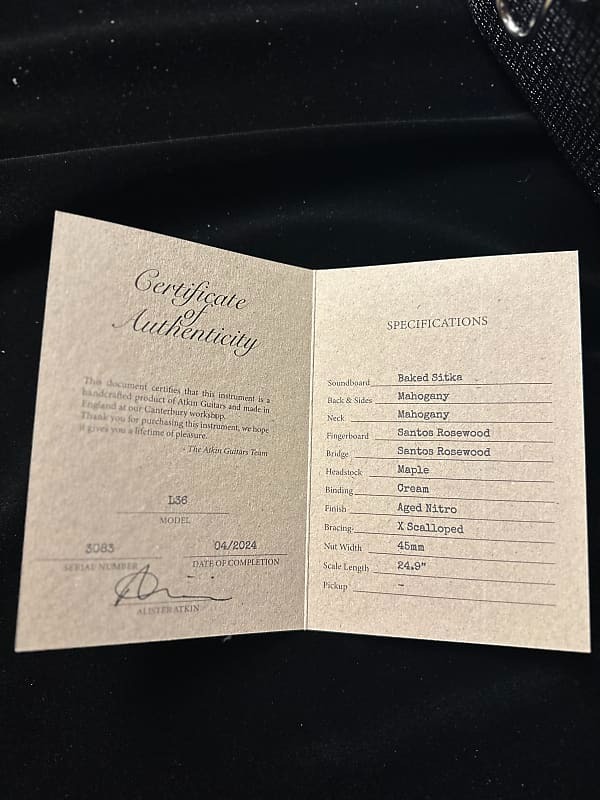 Certificate
of
Authenticity
This document certifies that this instrument is a
handcrafted product of Atkin Guitars and made in
England at our Canterbury workshop.
Thank you for purchasing this instrument, we hope
it gives you a lifetime of pleasure.
- The Atkin Guitars Team
L36
MODEL
3083
SERIAL NUMBER
04/2024
DATE OF COMPLETION
ALISTER ATKIN
SPECIFICATIONS
Soundboard Baked Sitka
Back & Sides Mahogany
Neck Mahogany
Fingerboard Santos Rosewood
Bridge Santos Rosewood
Headstock Maple
Binding Cream
Finish Aged Nitro
Bracing X Scalloped
Nut Width 45mm
Scale Length 24.9"
Pickup -